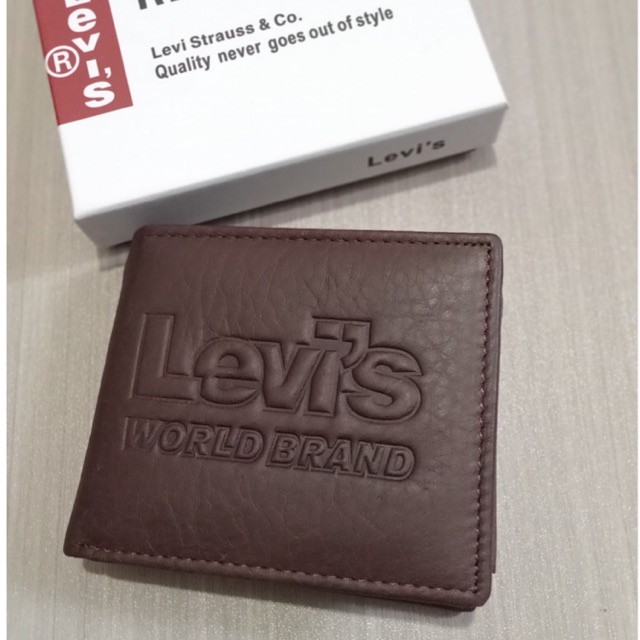 Levi's
®
Levi Strauss & Co.
Quality never goes out of style
Levi's
Levi's
WORLD BRAND